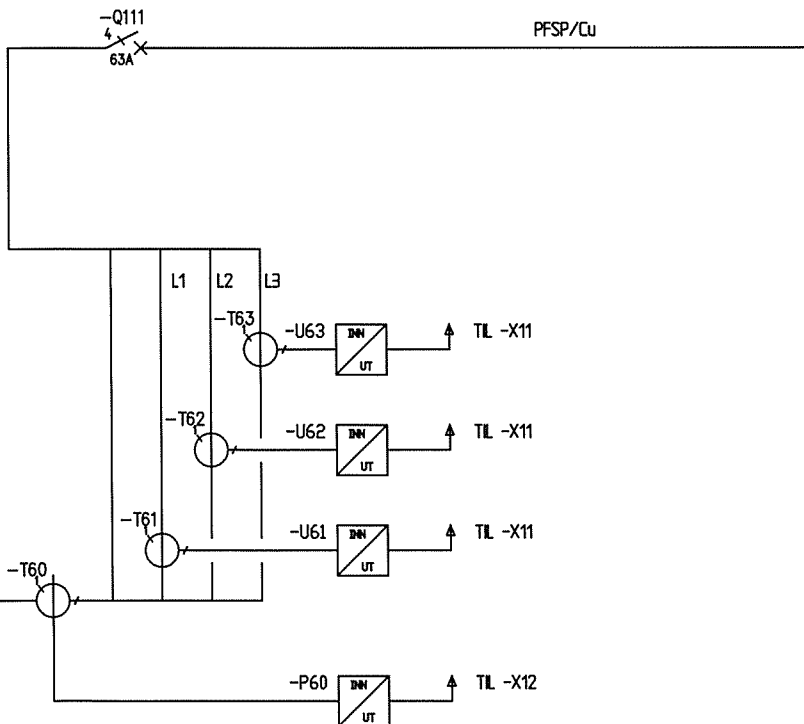 -Q111
4
63A
PFSP/Cu
L1
L2
L3
-T63
-U63
INN
UT
TIL -X11
-T62
-U62
INN
UT
TIL -X11
-T61
-U61
INN
UT
TIL -X11
-T60
-P60
INN
UT
TIL -X12